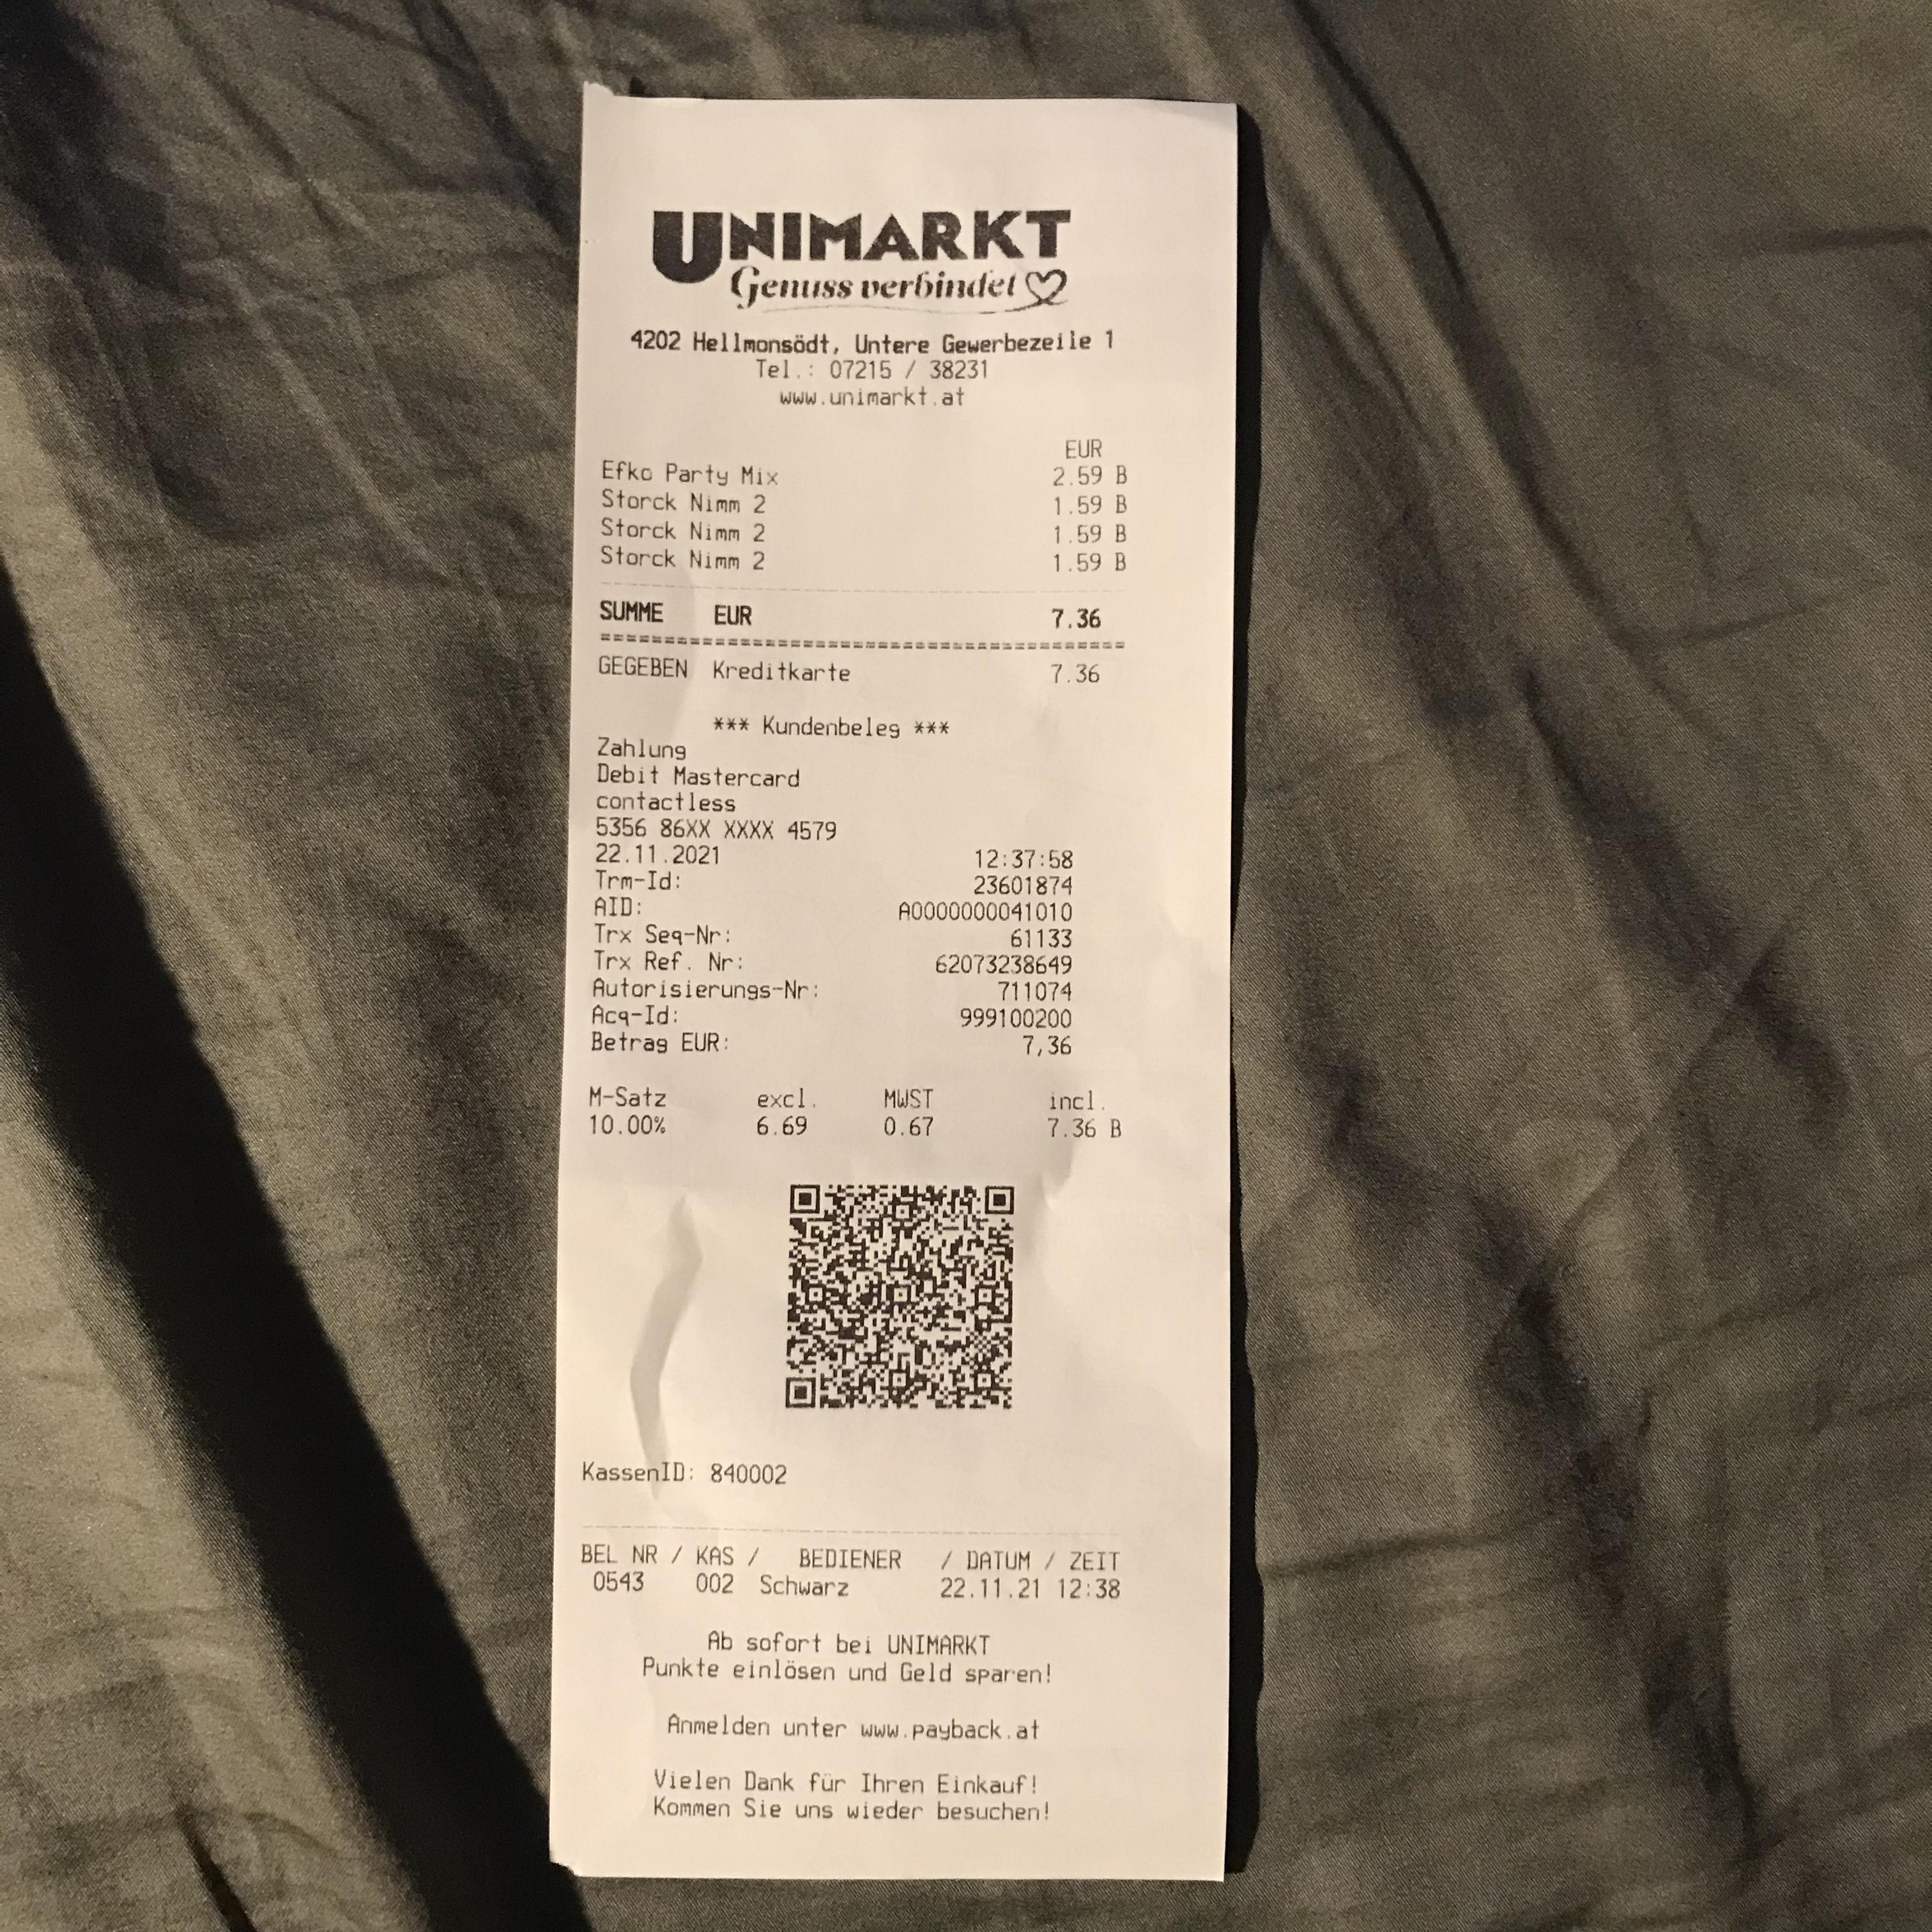 UNIMARKT
Genuss verbindet
4202 Hellmonsödt, Untere Gewerbezeile 1
Tel.: 07215 / 38231
www.unimarkt.at
EUR
Efko Party Mix 2.59 B
Storck Nimm 2 1.59 B
Storck Nimm 2 1.59 B
Storck Nimm 2 1.59 B
SUMME EUR 7.36
========================================
GEGEBEN Kreditkarte 7.36
*** Kundenbeleg ***
Zahlung
Debit Mastercard
contactless
5356 86XX XXXX 4579
22.11.2021 12:37:58
Trm-Id: 23601874
AID: A0000000041010
Trx Seq-Nr: 61133
Trx Ref. Nr: 62073238649
Autorisierungs-Nr: 711074
Acq-Id: 999100200
Betrag EUR: 7,36
M-Satz excl. MWST incl.
10.00% 6.69 0.67 7.36 B
KassenID: 840002
BEL NR / KAS / BEDIENER / DATUM / ZEIT
0543 002 Schwarz 22.11.21 12:38
Ab sofort bei UNIMARKT
Punkte einlösen und Geld sparen!
Anmelden unter www.payback.at
Vielen Dank für Ihren Einkauf!
Kommen Sie uns wieder besuchen!